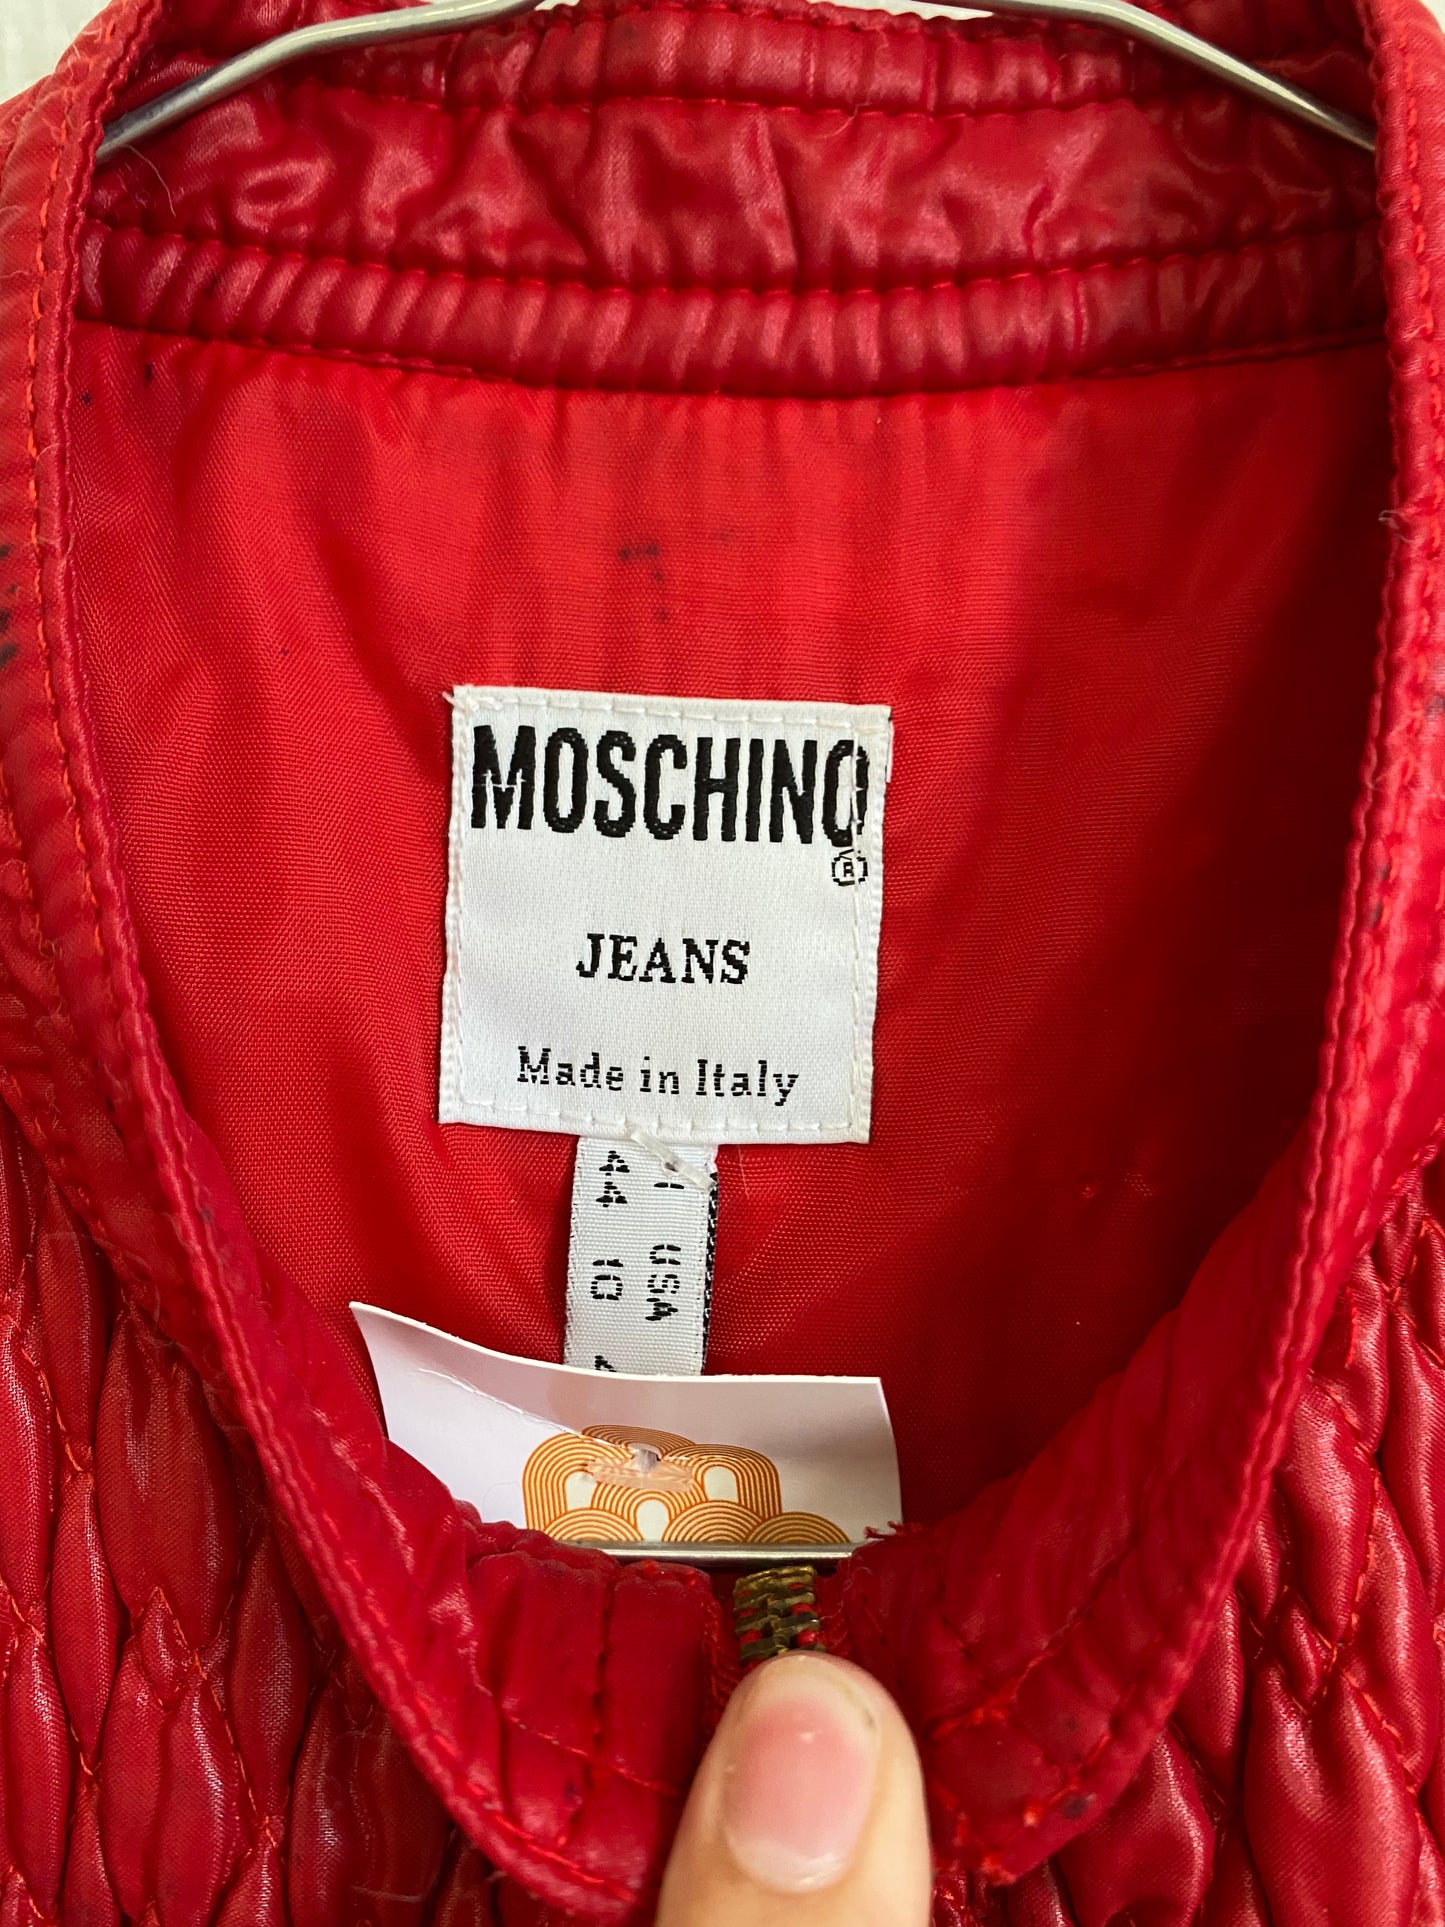 MOSCHINO
®
JEANS
Made in Italy
I USA
44 10